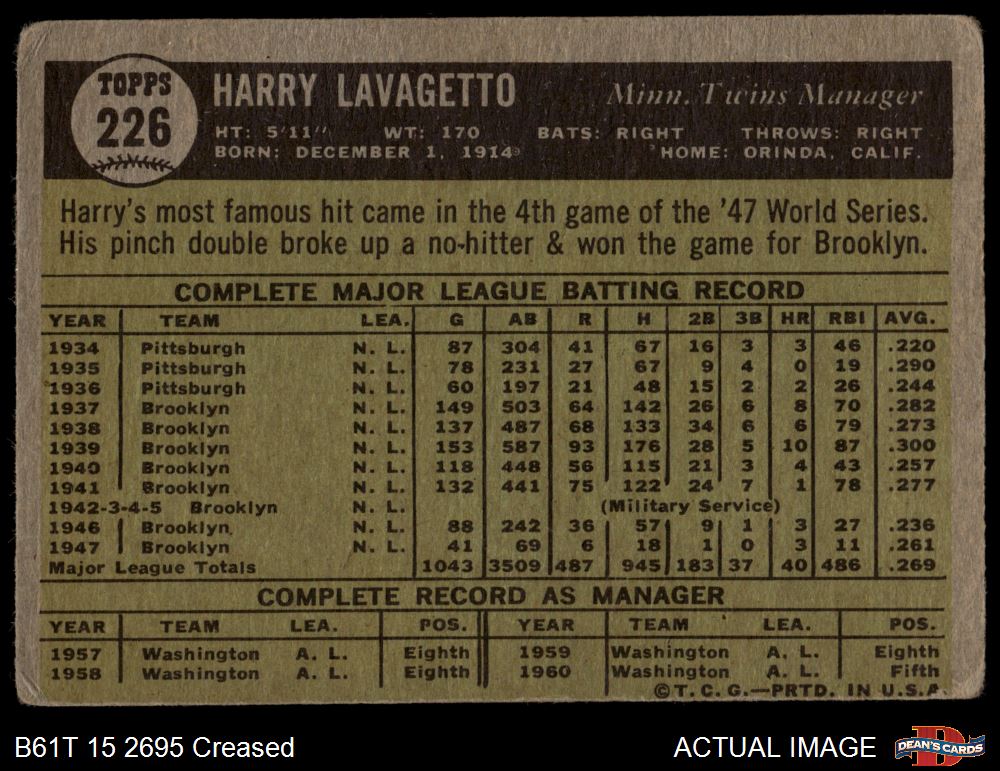 TOPPS
226
HARRY LAVAGETTO Minn. Twins Manager
HT: 5'11" WT: 170 BATS: RIGHT THROWS: RIGHT
BORN: DECEMBER 1, 1914 HOME: ORINDA, CALIF.
Harry's most famous hit came in the 4th game of the '47 World Series.
His pinch double broke up a no-hitter & won the game for Brooklyn.
COMPLETE MAJOR LEAGUE BATTING RECORD
YEAR TEAM LEA. G AB R H 2B 3B HR RBI AVG.
1934 Pittsburgh N. L. 87 304 41 67 16 3 3 46 .220
1935 Pittsburgh N. L. 78 231 27 67 9 4 0 19 .290
1936 Pittsburgh N. L. 60 197 21 48 15 2 2 26 .244
1937 Brooklyn N. L. 149 503 64 142 26 6 8 70 .282
1938 Brooklyn N. L. 137 487 68 133 34 6 6 79 .273
1939 Brooklyn N. L. 153 587 93 176 28 5 10 87 .300
1940 Brooklyn N. L. 118 448 56 115 21 3 4 43 .257
1941 Brooklyn N. L. 132 441 75 122 24 7 1 78 .277
1942-3-4-5 Brooklyn N. L. (Military Service)
1946 Brooklyn N. L. 88 242 36 57 9 1 3 27 .236
1947 Brooklyn N. L. 41 69 6 18 1 0 3 11 .261
Major League Totals 1043 3509 487 945 183 37 40 486 .269
COMPLETE RECORD AS MANAGER
YEAR TEAM LEA. POS. YEAR TEAM LEA. POS.
1957 Washington A. L. Eighth 1959 Washington A. L. Eighth
1958 Washington A. L. Eighth 1960 Washington A. L. Fifth
© T. C. G.—PRTD. IN U.S.A.
B61T 15 2695 Creased ACTUAL IMAGE DEAN'S CARDS